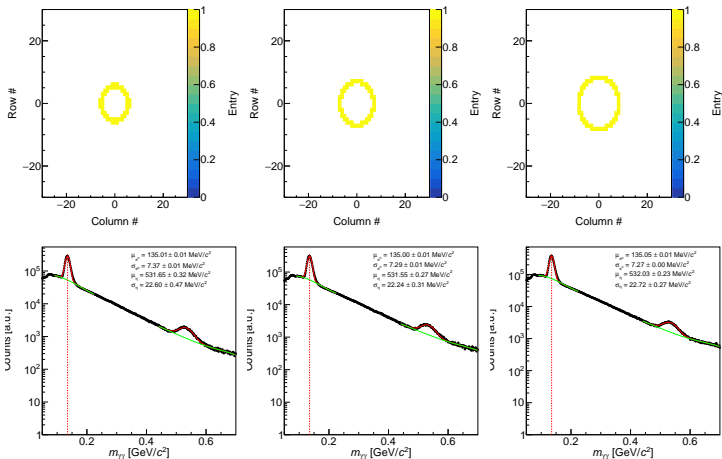 20
0
−20
Row #
−20 0 20
Column #
0 0.2 0.4 0.6 0.8 1
Entry
20
0
−20
Row #
−20 0 20
Column #
0 0.2 0.4 0.6 0.8 1
Entry
20
0
−20
Row #
−20 0 20
Column #
0 0.2 0.4 0.6 0.8 1
Entry
10⁵
10⁴
10³
10²
10
1
Counts [a.u.]
μπ⁰ = 135.01 ± 0.01 MeV/c²
σπ⁰ = 7.37 ± 0.01 MeV/c²
μη = 531.65 ± 0.32 MeV/c²
ση = 22.60 ± 0.47 MeV/c²
0.2 0.4 0.6
mγγ [GeV/c²]
10⁵
10⁴
10³
10²
10
1
Counts [a.u.]
μπ⁰ = 135.00 ± 0.01 MeV/c²
σπ⁰ = 7.29 ± 0.01 MeV/c²
μη = 531.55 ± 0.27 MeV/c²
ση = 22.24 ± 0.31 MeV/c²
0.2 0.4 0.6
mγγ [GeV/c²]
10⁵
10⁴
10³
10²
10
1
Counts [a.u.]
μπ⁰ = 135.05 ± 0.01 MeV/c²
σπ⁰ = 7.27 ± 0.00 MeV/c²
μη = 532.03 ± 0.23 MeV/c²
ση = 22.72 ± 0.27 MeV/c²
0.2 0.4 0.6
mγγ [GeV/c²]